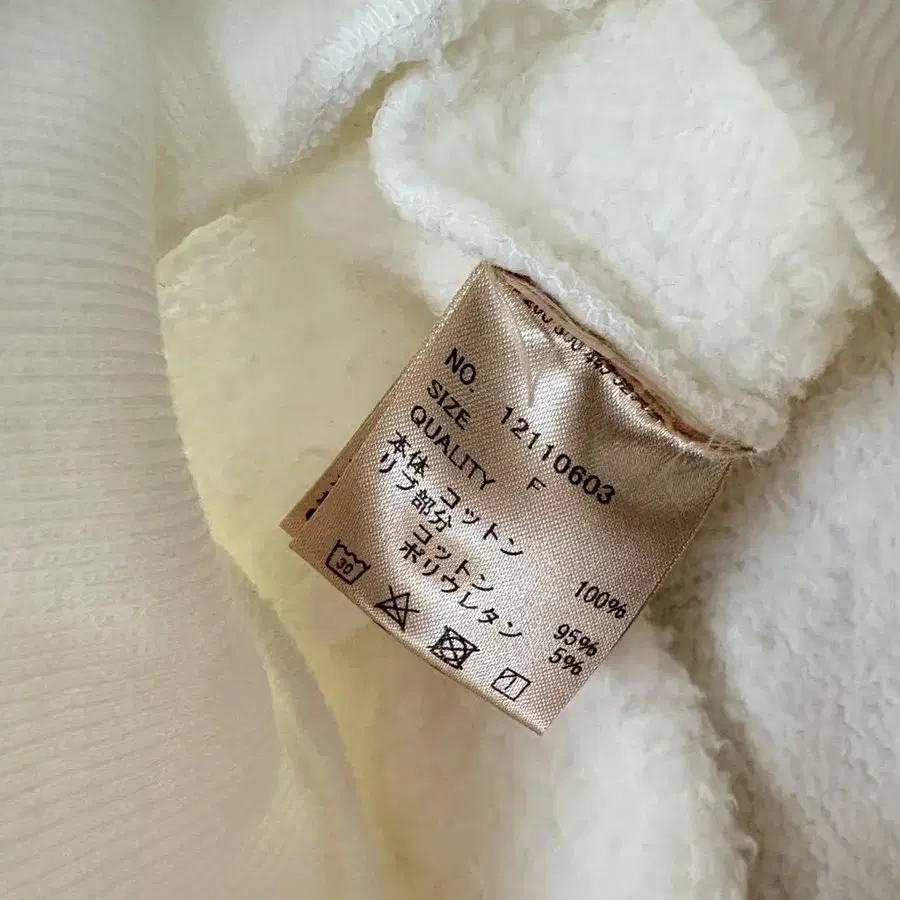 NO. 12110603
SIZE F
QUALITY
本体 コットン 100%
リブ部分
コットン 95%
ポリウレタン 5%
30